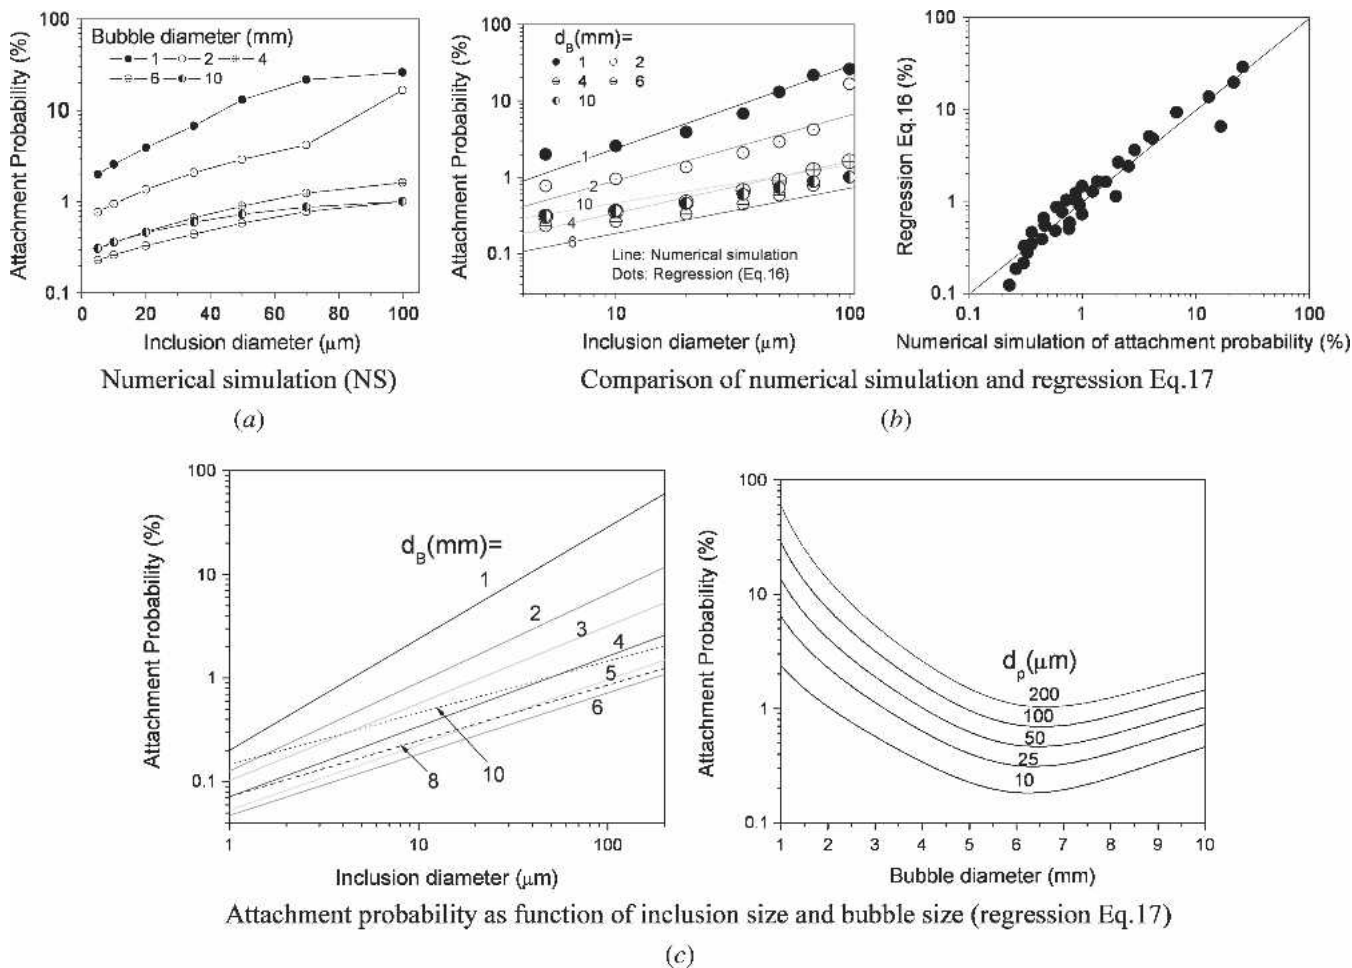 Attachment Probability (%)
100
10
1
0.1
Bubble diameter (mm)
1 2 4
6 10
0 20 40 60 80 100
Inclusion diameter (μm)
Numerical simulation (NS)
(a)
Attachment Probability (%)
100
10
1
0.1
d_B(mm)=
1 2
4 6
10
1
2
10
4
6
Line: Numerical simulation
Dots: Regression (Eq.16)
10 100
Inclusion diameter (μm)
Regression Eq.16 (%)
100
10
1
0.1
0.1 1 10 100
Numerical simulation of attachment probability (%)
Comparison of numerical simulation and regression Eq.17
(b)
Attachment Probability (%)
100
10
1
0.1
d_B(mm)=
1
2
3
4
5
6
10
8
1 10 100
Inclusion diameter (μm)
Attachment Probability (%)
100
10
1
0.1
d_p(μm)
200
100
50
25
10
1 2 3 4 5 6 7 8 9 10
Bubble diameter (mm)
Attachment probability as function of inclusion size and bubble size (regression Eq.17)
(c)